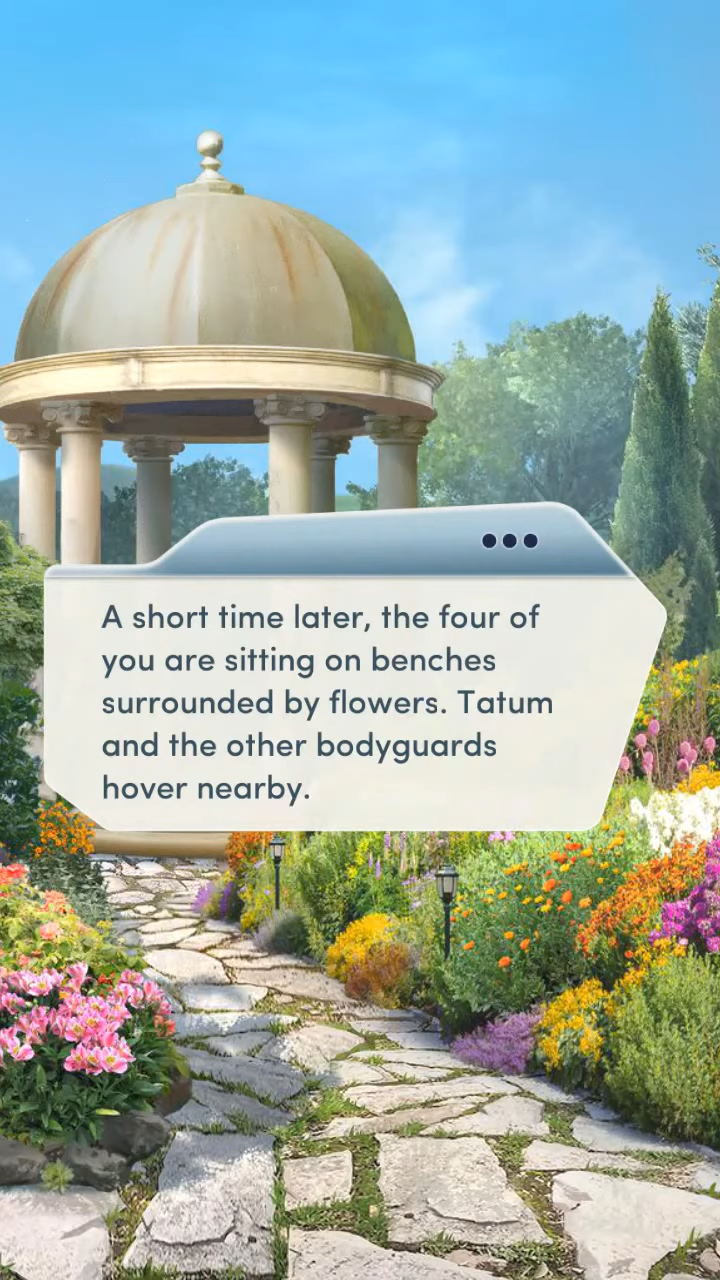 A short time later, the four of
you are sitting on benches
surrounded by flowers. Tatum
and the other bodyguards
hover nearby.